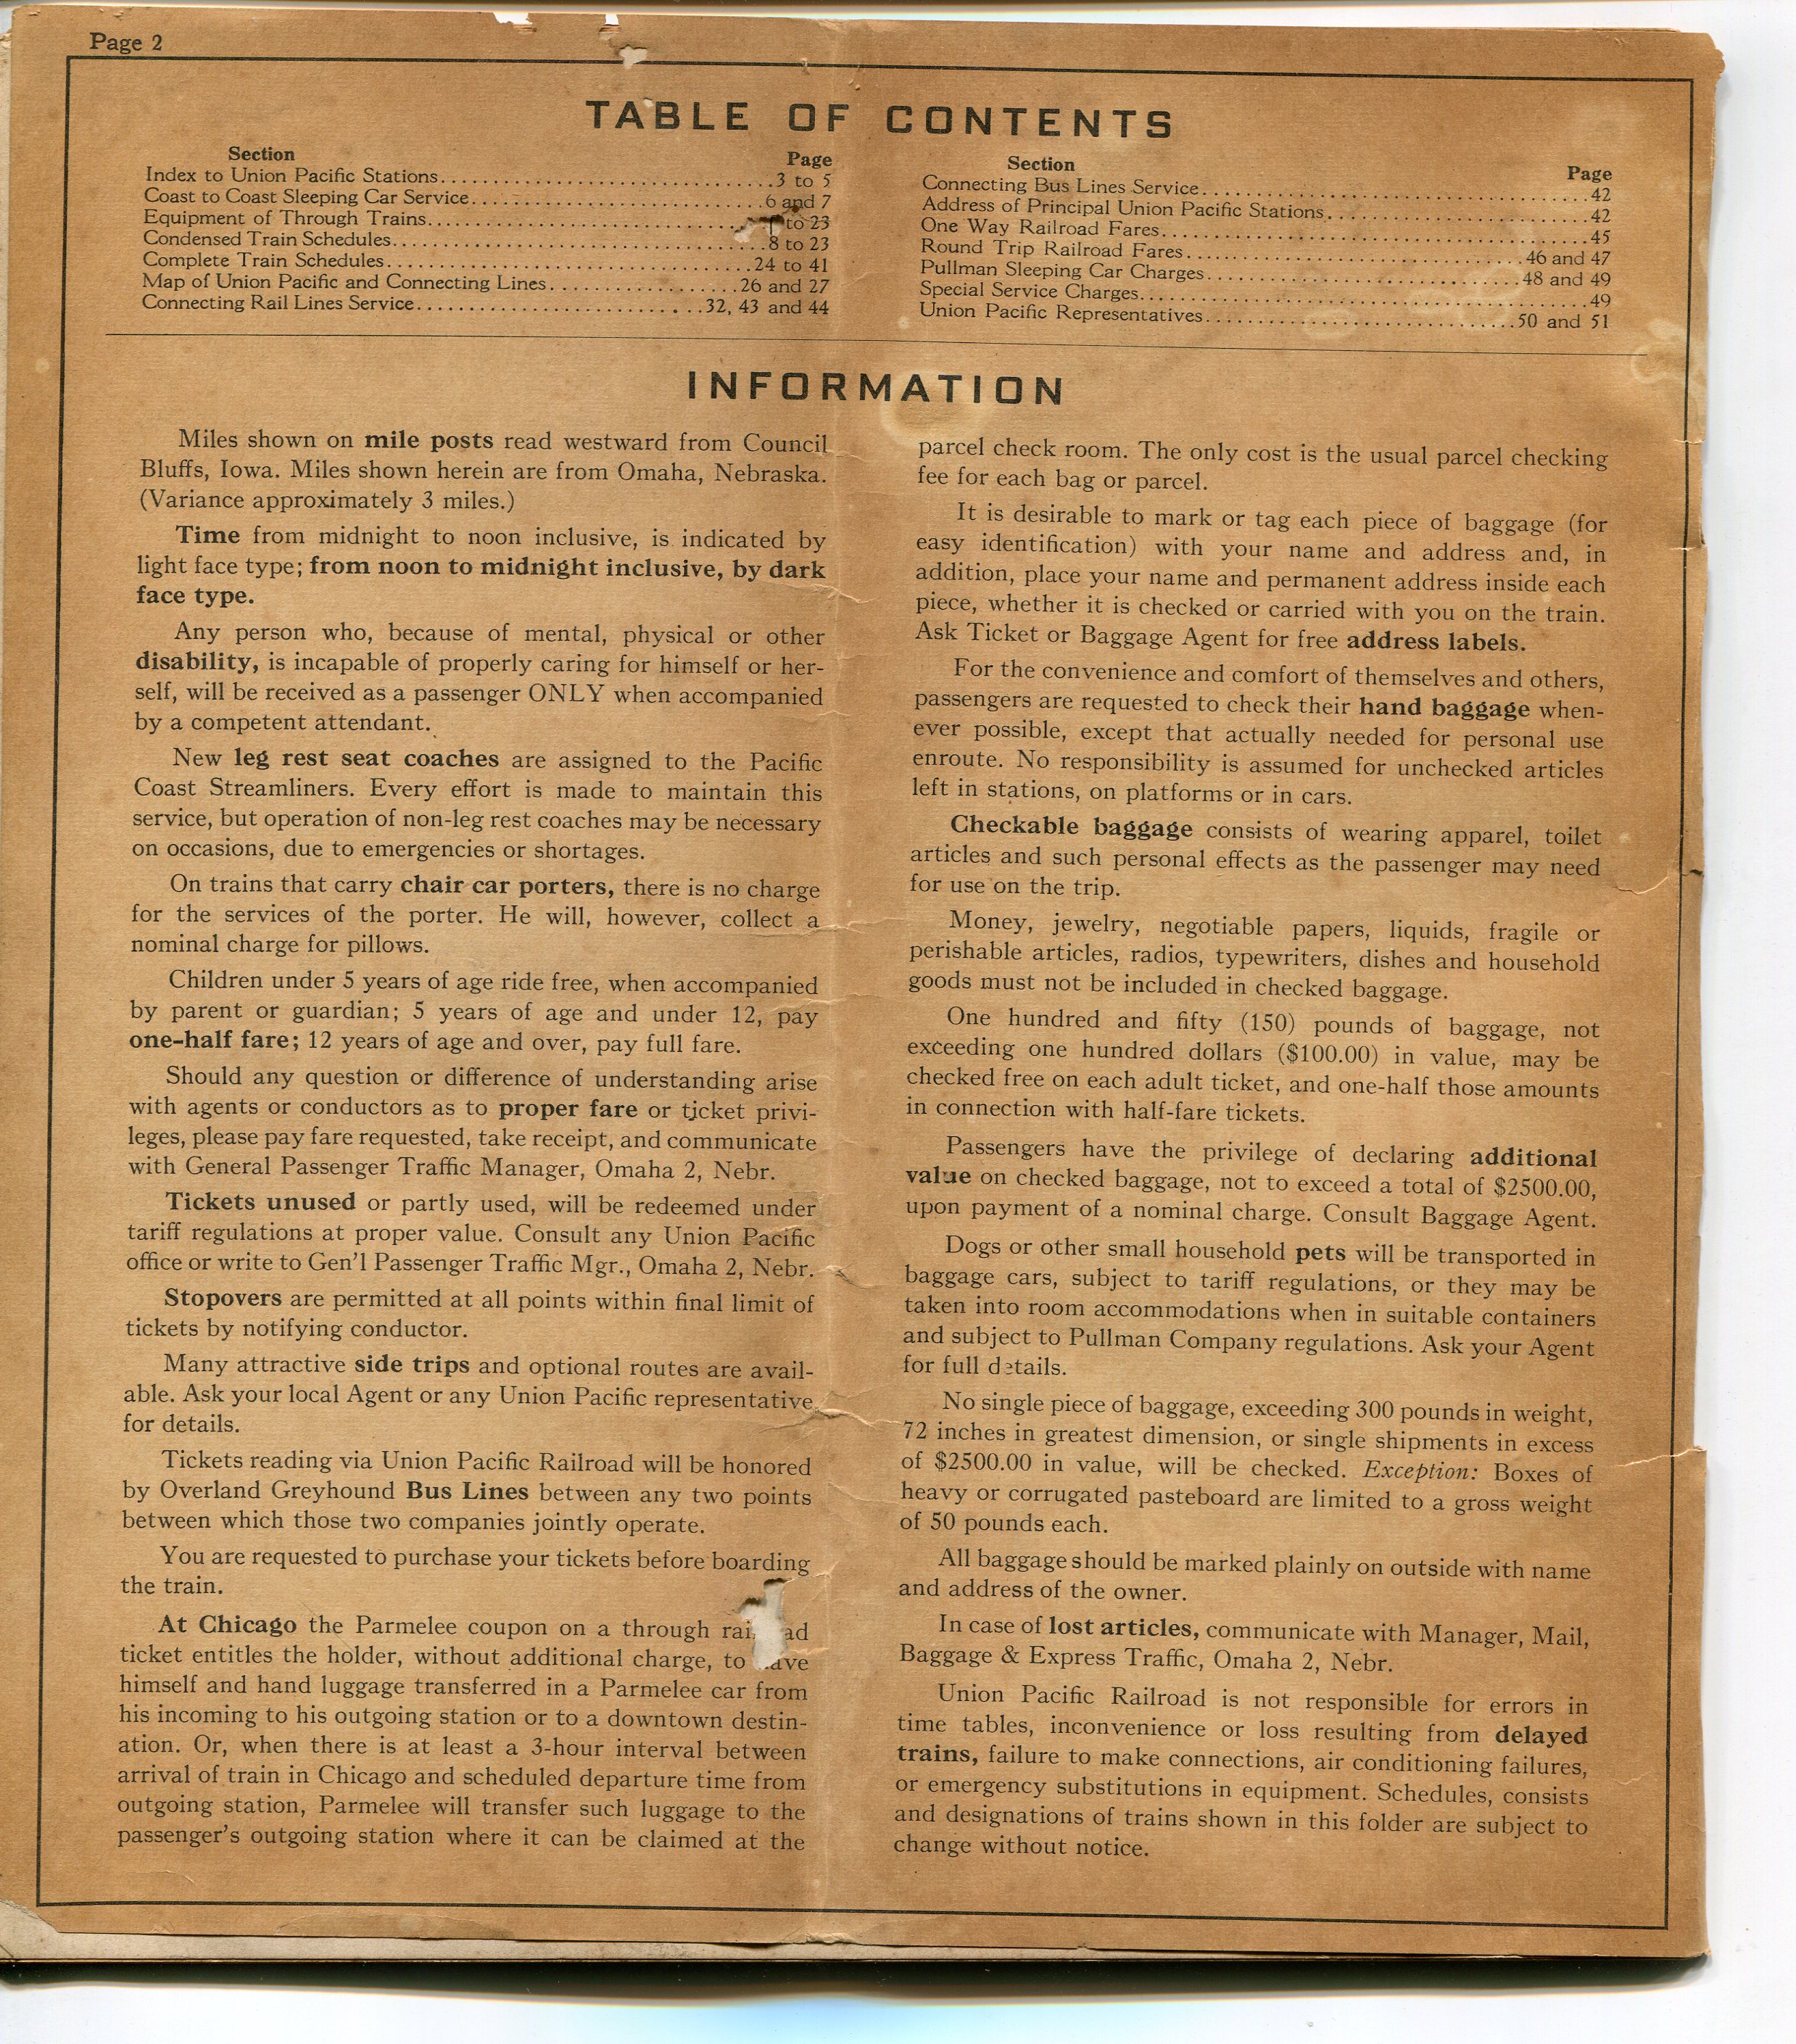 Page 2
TABLE OF CONTENTS
Section Page
Index to Union Pacific Stations................................3 to 5
Coast to Coast Sleeping Car Service............................6 and 7
Equipment of Through Trains............................... to 23
Condensed Train Schedules....................................8 to 23
Complete Train Schedules...................................24 to 41
Map of Union Pacific and Connecting Lines..................26 and 27
Connecting Rail Lines Service...........................32, 43 and 44
Section Page
Connecting Bus Lines Service.....................................42
Address of Principal Union Pacific Stations.........................42
One Way Railroad Fares.........................................45
Round Trip Railroad Fares................................46 and 47
Pullman Sleeping Car Charges..............................48 and 49
Special Service Charges...........................................49
Union Pacific Representatives..............................50 and 51
INFORMATION
Miles shown on mile posts read westward from Council
Bluffs, Iowa. Miles shown herein are from Omaha, Nebraska.
(Variance approximately 3 miles.)
Time from midnight to noon inclusive, is indicated by
light face type; from noon to midnight inclusive, by dark
face type.
Any person who, because of mental, physical or other
disability, is incapable of properly caring for himself or her-
self, will be received as a passenger ONLY when accompanied
by a competent attendant.
New leg rest seat coaches are assigned to the Pacific
Coast Streamliners. Every effort is made to maintain this
service, but operation of non-leg rest coaches may be necessary
on occasions, due to emergencies or shortages.
On trains that carry chair car porters, there is no charge
for the services of the porter. He will, however, collect a
nominal charge for pillows.
Children under 5 years of age ride free, when accompanied
by parent or guardian; 5 years of age and under 12, pay
one-half fare; 12 years of age and over, pay full fare.
Should any question or difference of understanding arise
with agents or conductors as to proper fare or ticket privi-
leges, please pay fare requested, take receipt, and communicate
with General Passenger Traffic Manager, Omaha 2, Nebr.
Tickets unused or partly used, will be redeemed under
tariff regulations at proper value. Consult any Union Pacific
office or write to Gen'l Passenger Traffic Mgr., Omaha 2, Nebr.
Stopovers are permitted at all points within final limit of
tickets by notifying conductor.
Many attractive side trips and optional routes are avail-
able. Ask your local Agent or any Union Pacific representative
for details.
Tickets reading via Union Pacific Railroad will be honored
by Overland Greyhound Bus Lines between any two points
between which those two companies jointly operate.
You are requested to purchase your tickets before boarding
the train.
At Chicago the Parmelee coupon on a through railroad
ticket entitles the holder, without additional charge, to have
himself and hand luggage transferred in a Parmelee car from
his incoming to his outgoing station or to a downtown destin-
ation. Or, when there is at least a 3-hour interval between
arrival of train in Chicago and scheduled departure time from
outgoing station, Parmelee will transfer such luggage to the
passenger's outgoing station where it can be claimed at the
parcel check room. The only cost is the usual parcel checking
fee for each bag or parcel.
It is desirable to mark or tag each piece of baggage (for
easy identification) with your name and address and, in
addition, place your name and permanent address inside each
piece, whether it is checked or carried with you on the train.
Ask Ticket or Baggage Agent for free address labels.
For the convenience and comfort of themselves and others,
passengers are requested to check their hand baggage when-
ever possible, except that actually needed for personal use
enroute. No responsibility is assumed for unchecked articles
left in stations, on platforms or in cars.
Checkable baggage consists of wearing apparel, toilet
articles and such personal effects as the passenger may need
for use on the trip.
Money, jewelry, negotiable papers, liquids, fragile or
perishable articles, radios, typewriters, dishes and household
goods must not be included in checked baggage.
One hundred and fifty (150) pounds of baggage, not
exceeding one hundred dollars ($100.00) in value, may be
checked free on each adult ticket, and one-half those amounts
in connection with half-fare tickets.
Passengers have the privilege of declaring additional
value on checked baggage, not to exceed a total of $2500.00,
upon payment of a nominal charge. Consult Baggage Agent.
Dogs or other small household pets will be transported in
baggage cars, subject to tariff regulations, or they may be
taken into room accommodations when in suitable containers
and subject to Pullman Company regulations. Ask your Agent
for full details.
No single piece of baggage, exceeding 300 pounds in weight,
72 inches in greatest dimension, or single shipments in excess
of $2500.00 in value, will be checked. Exception: Boxes of
heavy or corrugated pasteboard are limited to a gross weight
of 50 pounds each.
All baggage should be marked plainly on outside with name
and address of the owner.
In case of lost articles, communicate with Manager, Mail,
Baggage & Express Traffic, Omaha 2, Nebr.
Union Pacific Railroad is not responsible for errors in
time tables, inconvenience or loss resulting from delayed
trains, failure to make connections, air conditioning failures,
or emergency substitutions in equipment. Schedules, consists
and designations of trains shown in this folder are subject to
change without notice.